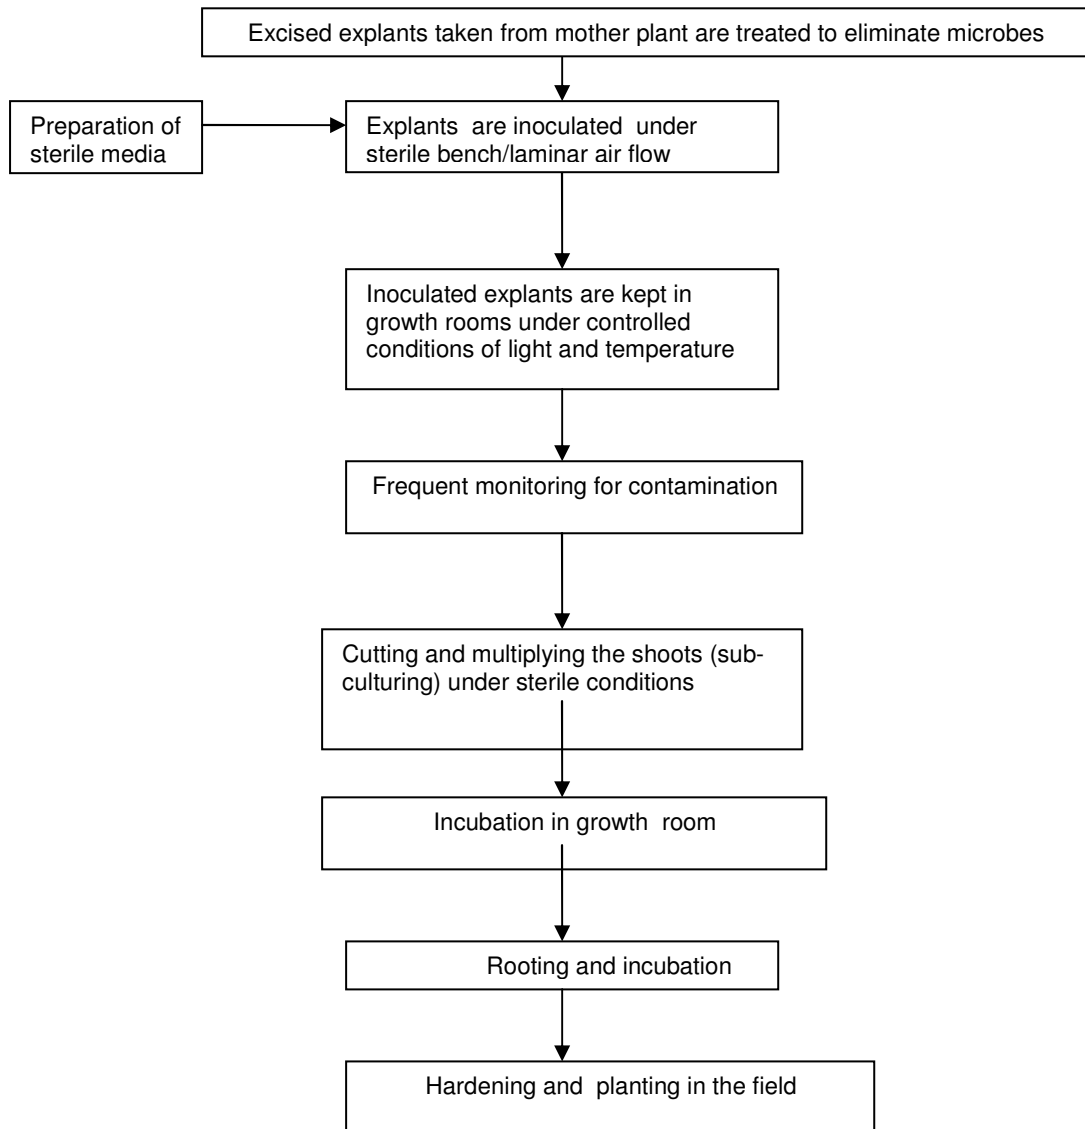 Excised explants taken from mother plant are treated to eliminate microbes
Preparation of
sterile media
Explants are inoculated under
sterile bench/laminar air flow
Inoculated explants are kept in
growth rooms under controlled
conditions of light and temperature
Frequent monitoring for contamination
Cutting and multiplying the shoots (sub-
culturing) under sterile conditions
Incubation in growth room
Rooting and incubation
Hardening and planting in the field